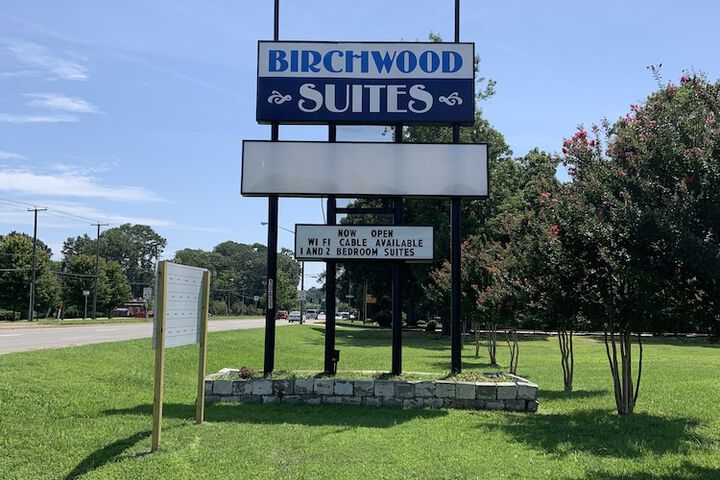 BIRCHWOOD
SUITES
NOW OPEN
WI FI CABLE AVAILABLE
1 AND 2 BEDROOM SUITES